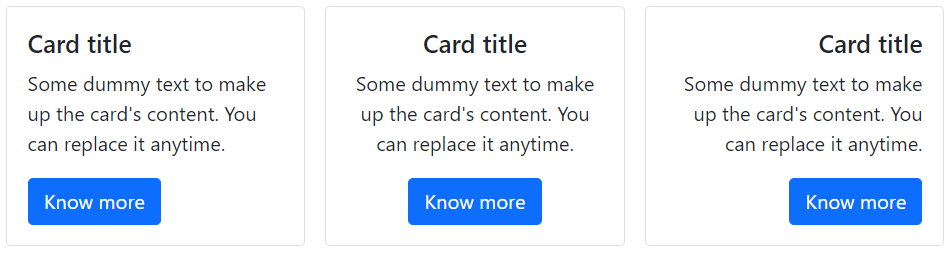 Card title
Some dummy text to make
up the card's content. You
can replace it anytime.
Know more
Card title
Some dummy text to make
up the card's content. You
can replace it anytime.
Know more
Card title
Some dummy text to make
up the card's content. You
can replace it anytime.
Know more